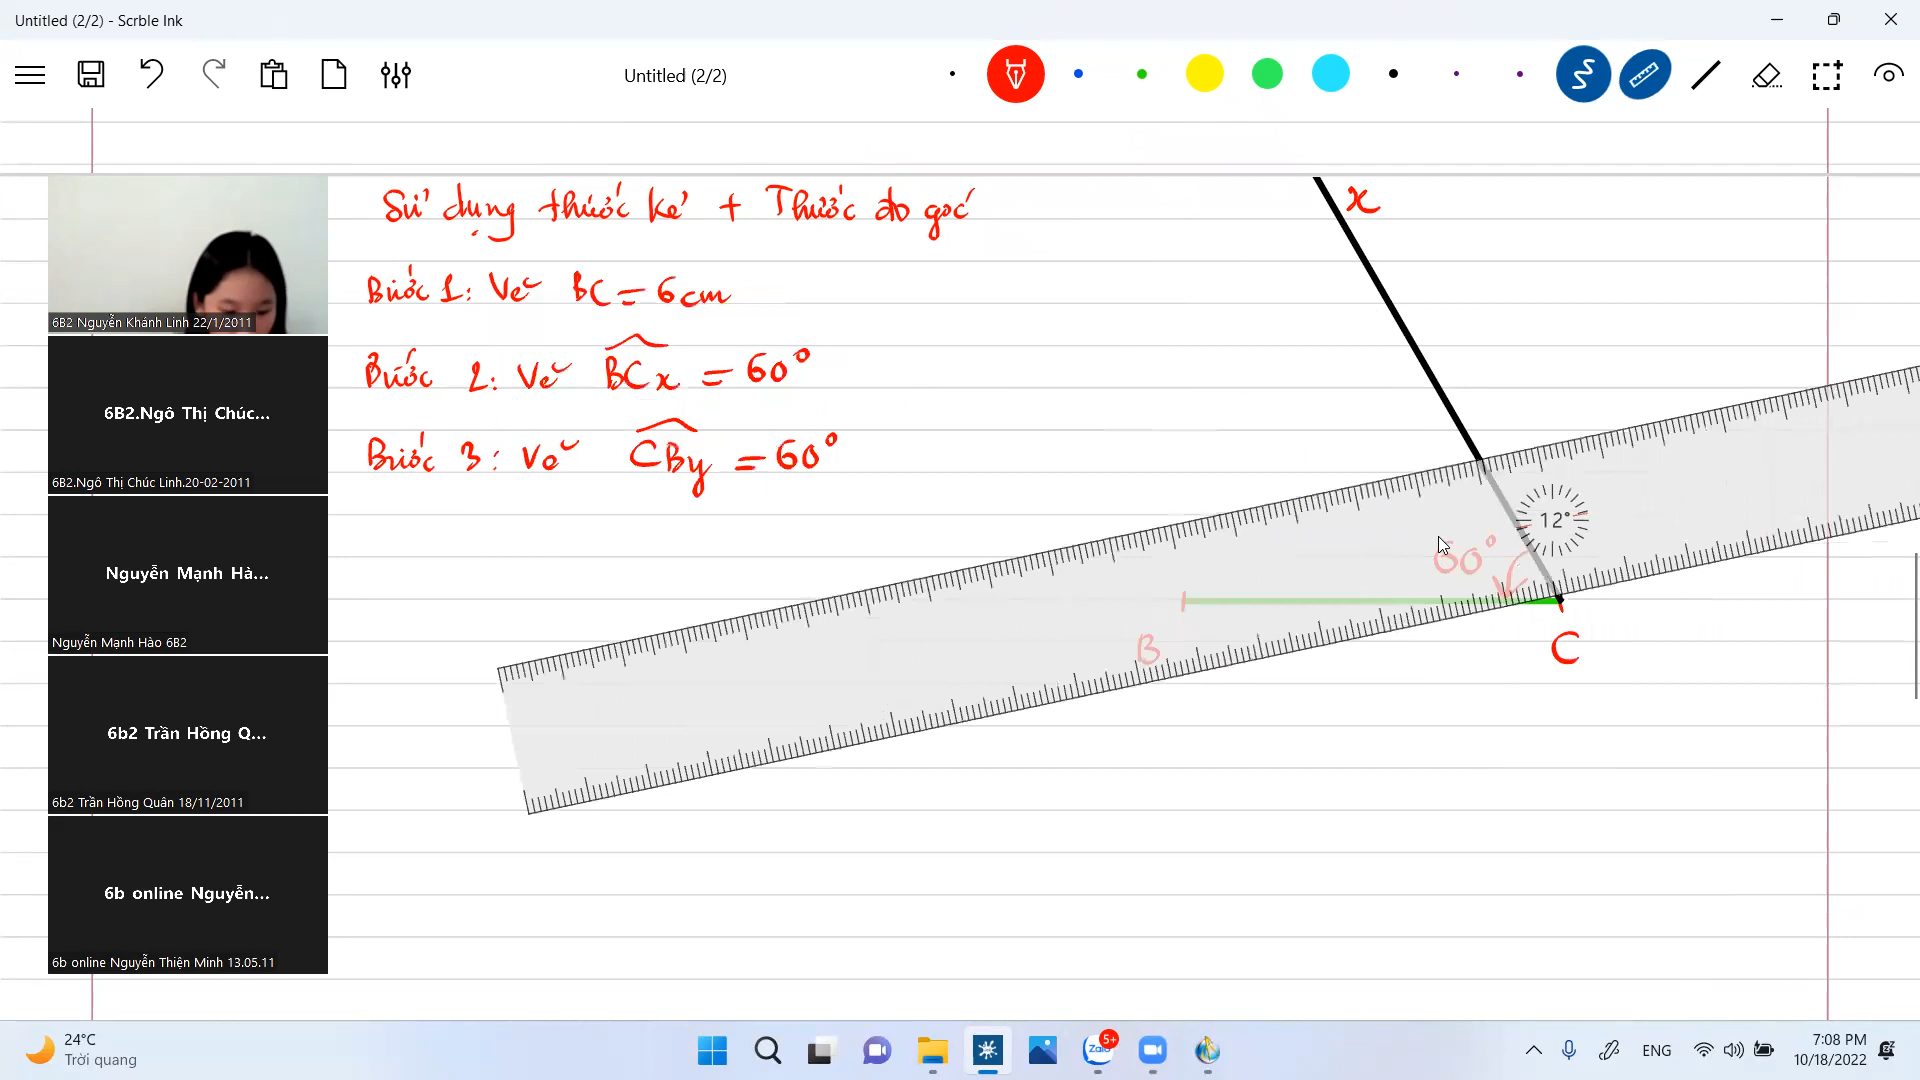 Untitled (2/2) - Scrble Ink
Untitled (2/2)
Sử dụng thước kẻ + Thước đo góc
Bước 1: Vẽ BC = 6cm
Bước 2: Vẽ BCx = 60°
Bước 3: Vẽ CBy = 60°
x
12°
60°
B
C
6B2 Nguyễn Khánh Linh 22/1/2011
6B2.Ngô Thị Chúc...
6B2.Ngô Thị Chúc Linh.20-02-2011
Nguyễn Mạnh Hà...
Nguyễn Mạnh Hào 6B2
6b2 Trần Hồng Q...
6b2 Trần Hồng Quân 18/11/2011
6b online Nguyễn...
6b online Nguyễn Thiện Minh 13.05.11
24°C
Trời quang
Zalo
5+
ENG
7:08 PM
10/18/2022